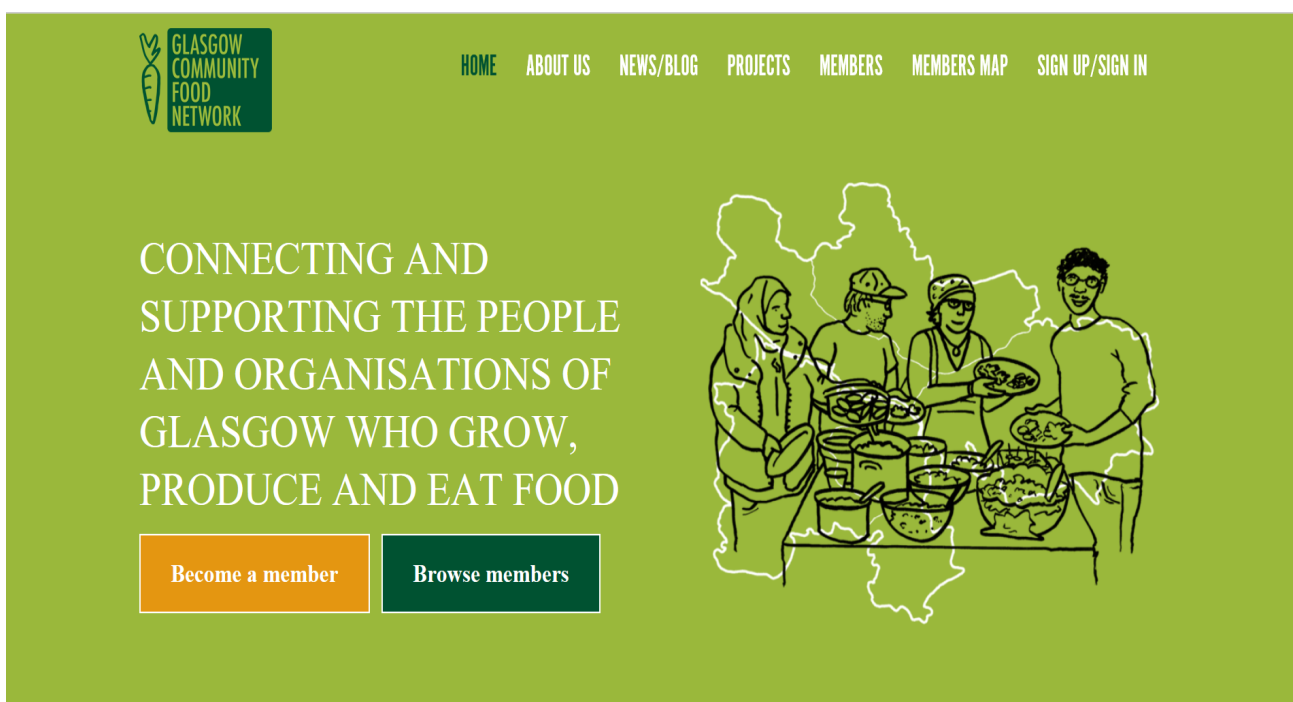 GLASGOW
COMMUNITY
FOOD
NETWORK
HOME ABOUT US NEWS/BLOG PROJECTS MEMBERS MEMBERS MAP SIGN UP/SIGN IN
CONNECTING AND
SUPPORTING THE PEOPLE
AND ORGANISATIONS OF
GLASGOW WHO GROW,
PRODUCE AND EAT FOOD
Become a member Browse members